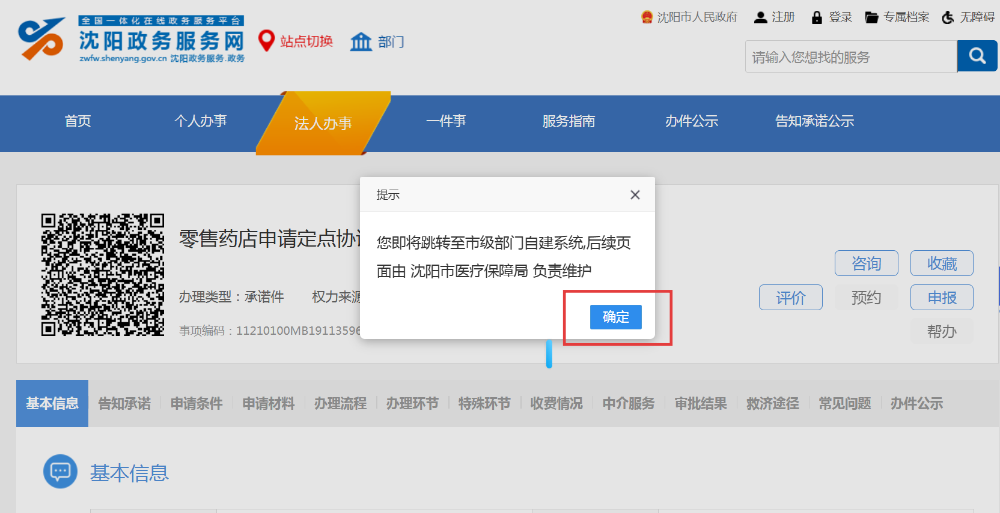 全国一体化在线政务服务平台
沈阳政务服务网
zwfw.shenyang.gov.cn 沈阳政务服务.政务
站点切换
部门
沈阳市人民政府
注册
登录
专属档案
无障碍
请输入您想找的服务
首页
个人办事
法人办事
一件事
服务指南
办件公示
告知承诺公示
提示
您即将跳转至市级部门自建系统,后续页
面由 沈阳市医疗保障局 负责维护
确定
零售药店申请定点协
办理类型：承诺件
权力来源
事项编码：11210100MB19113596
咨询
收藏
评价
预约
申报
帮办
基本信息
告知承诺
申请条件
申请材料
办理流程
办理环节
特殊环节
收费情况
中介服务
审批结果
救济途径
常见问题
办件公示
基本信息